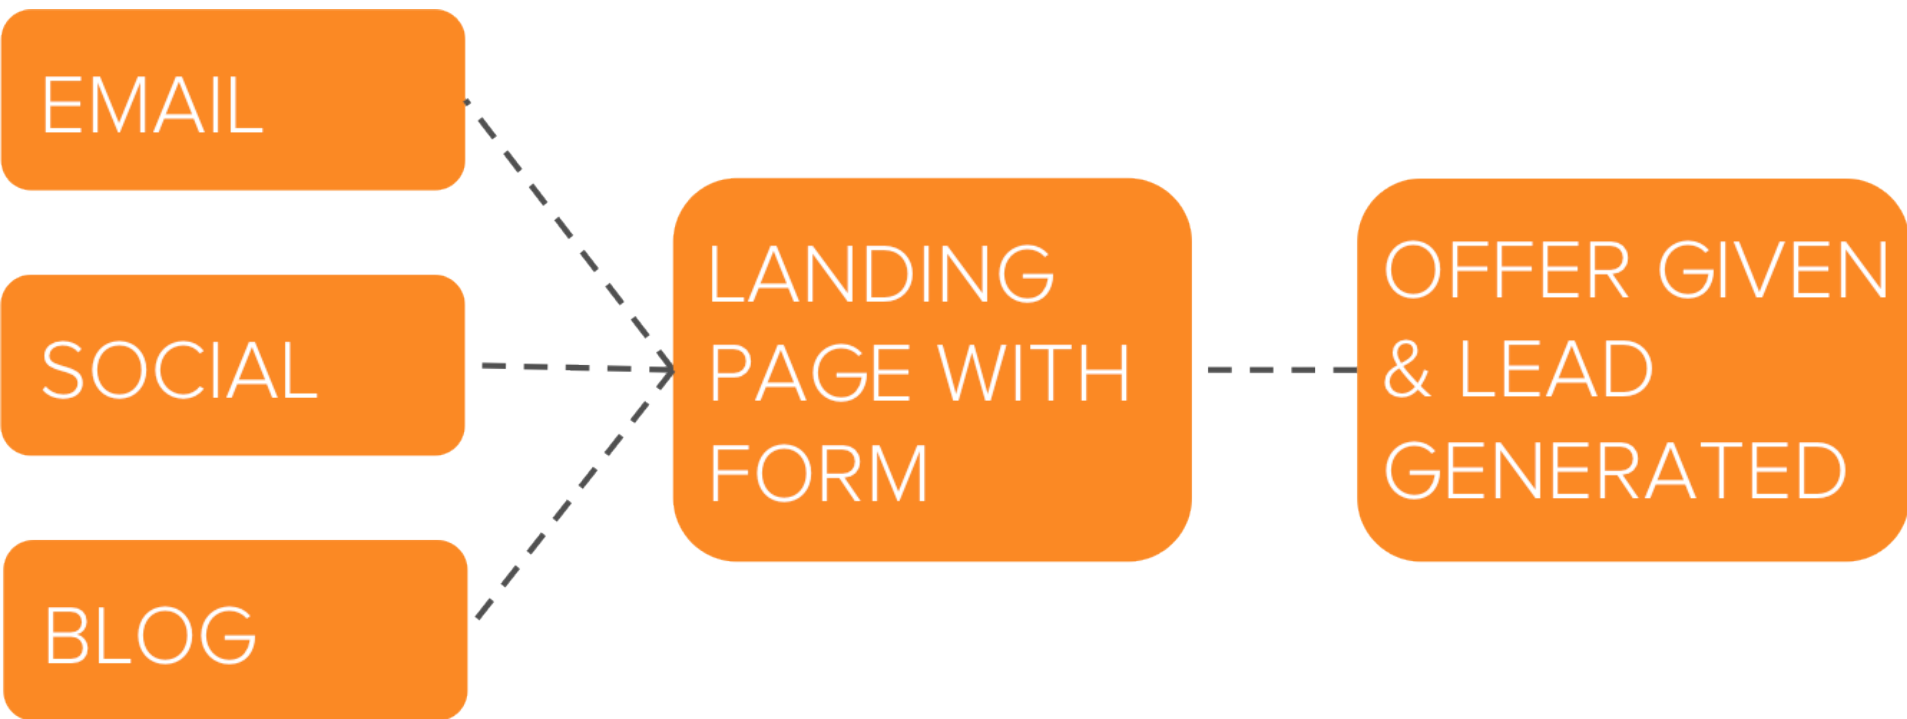 EMAIL
SOCIAL
BLOG
LANDING
PAGE WITH
FORM
OFFER GIVEN
& LEAD
GENERATED